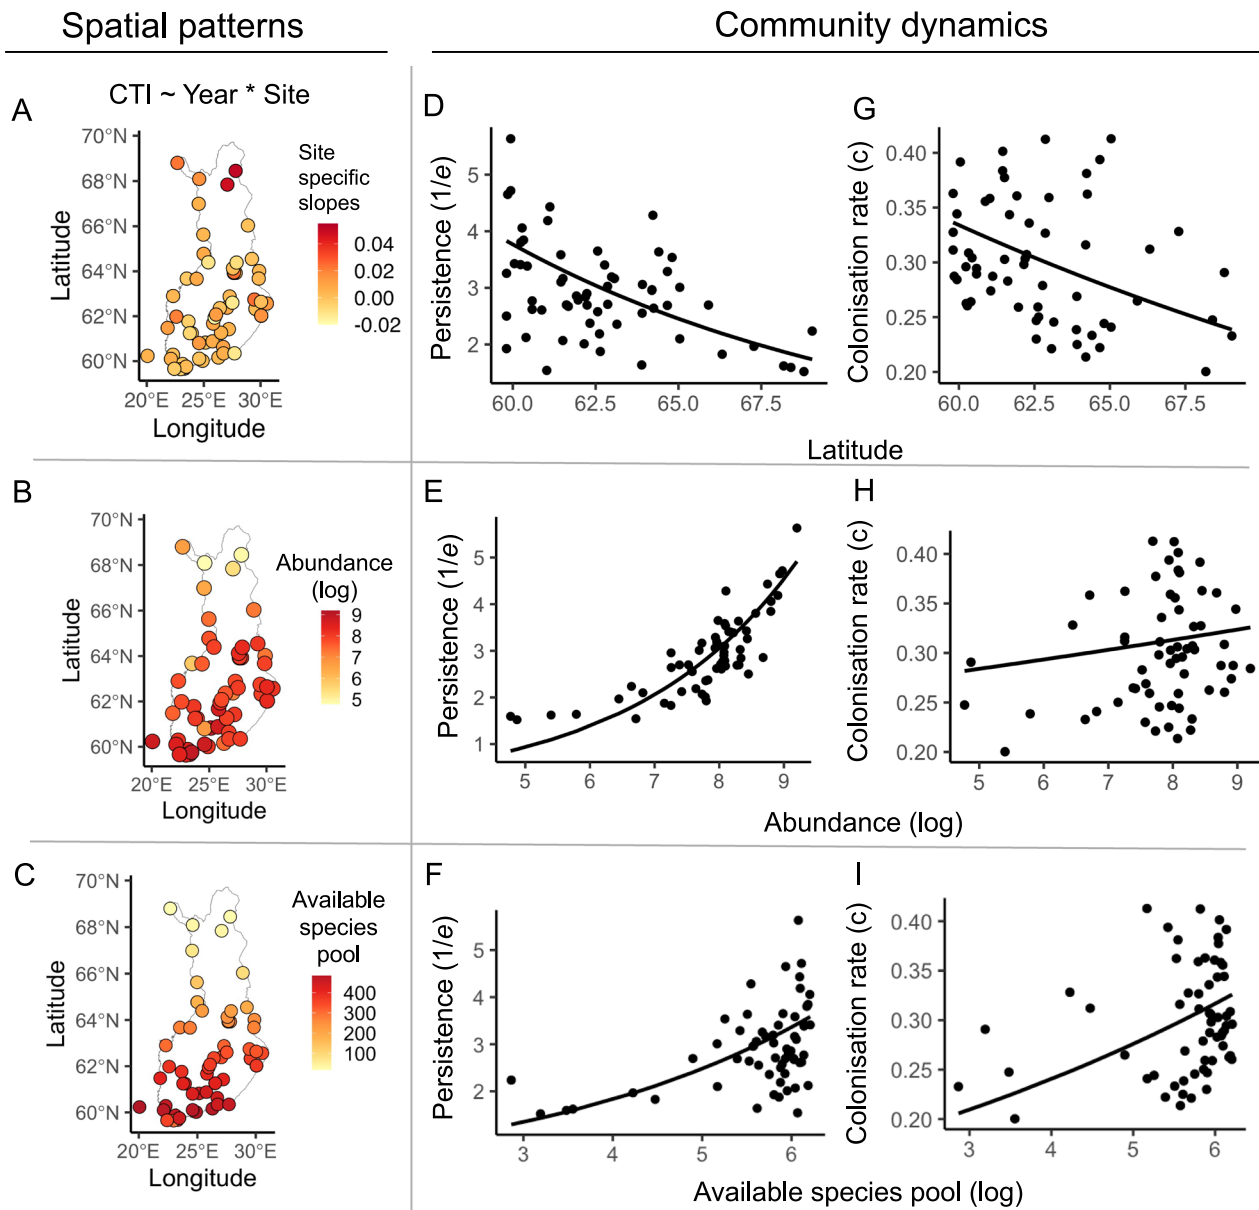 Spatial patterns
Community dynamics
A
CTI ~ Year * Site
70°N
68°N
66°N
64°N
62°N
60°N
Latitude
20°E 25°E 30°E
Longitude
Site
specific
slopes
0.04
0.02
0.00
-0.02
D
Persistence (1/e)
5
4
3
2
60.0 62.5 65.0 67.5
G
Colonisation rate (c)
0.40
0.35
0.30
0.25
0.20
60.0 62.5 65.0 67.5
Latitude
B
70°N
68°N
66°N
64°N
62°N
60°N
Latitude
20°E 25°E 30°E
Longitude
Abundance
(log)
9
8
7
6
5
E
Persistence (1/e)
5
4
3
2
1
5 6 7 8 9
H
Colonisation rate (c)
0.40
0.35
0.30
0.25
0.20
5 6 7 8 9
Abundance (log)
C
70°N
68°N
66°N
64°N
62°N
60°N
Latitude
20°E 25°E 30°E
Longitude
Available
species
pool
400
300
200
100
F
Persistence (1/e)
5
4
3
2
3 4 5 6
I
Colonisation rate (c)
0.40
0.35
0.30
0.25
0.20
3 4 5 6
Available species pool (log)